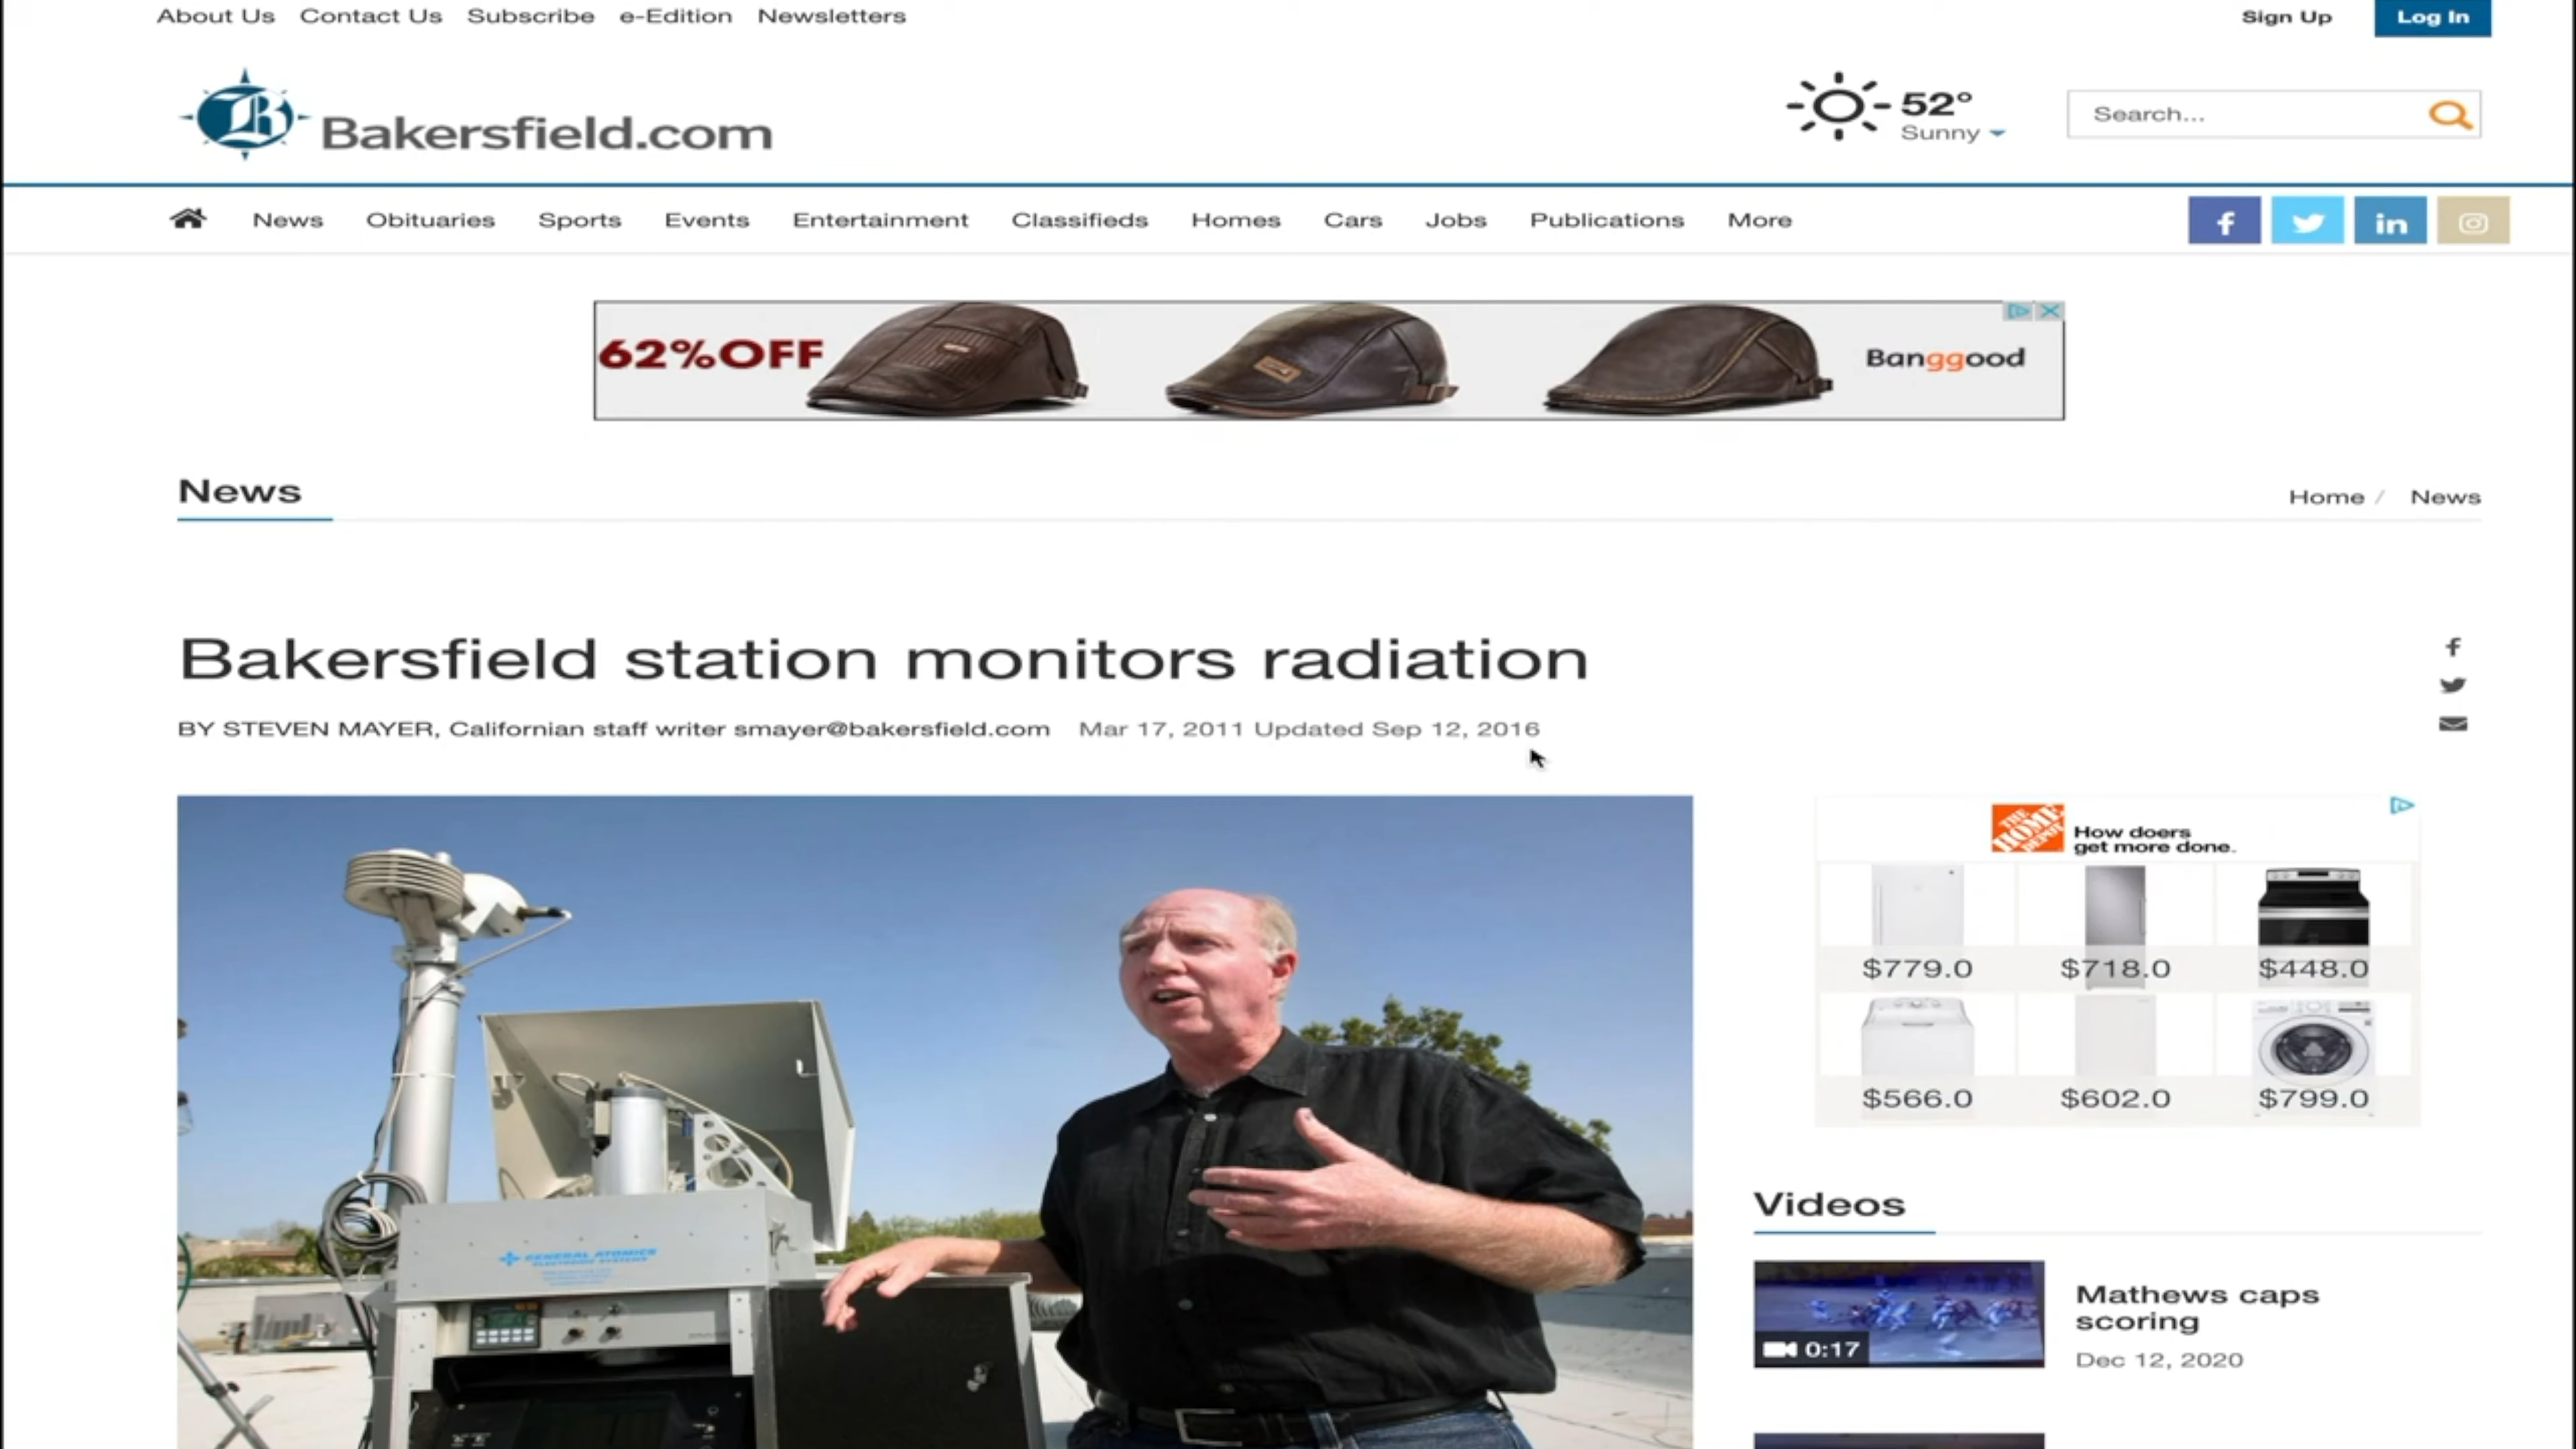 About Us Contact Us Subscribe e-Edition Newsletters
Sign Up Log In
Bakersfield.com
52°
Sunny
Search...
News Obituaries Sports Events Entertainment Classifieds Homes Cars Jobs Publications More
62%OFF
Banggood
News
Home / News
Bakersfield station monitors radiation
BY STEVEN MAYER, Californian staff writer smayer@bakersfield.com Mar 17, 2011 Updated Sep 12, 2016
THE HOME DEPOT
How doers
get more done.
$779.0 $718.0 $448.0
$566.0 $602.0 $799.0
GENERAL ATOMICS
ELECTRONIC SYSTEMS
Videos
Mathews caps
scoring
0:17
Dec 12, 2020